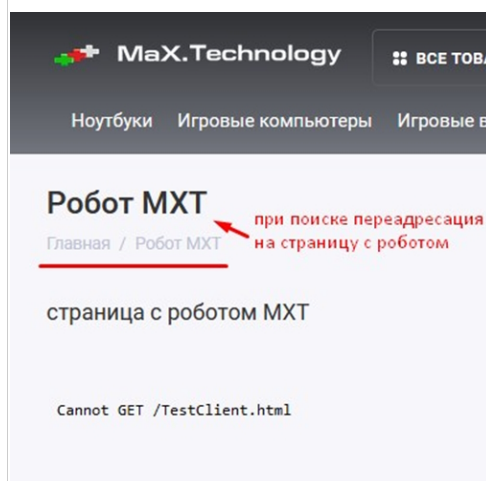 MaX.Technology
ВСЕ ТОВА
Ноутбуки Игровые компьютеры Игровые в
Робот MXT
при поиске переадресация
Главная / Робот MXT
на страницу с роботом
страница с роботом MXT
Cannot GET /TestClient.html